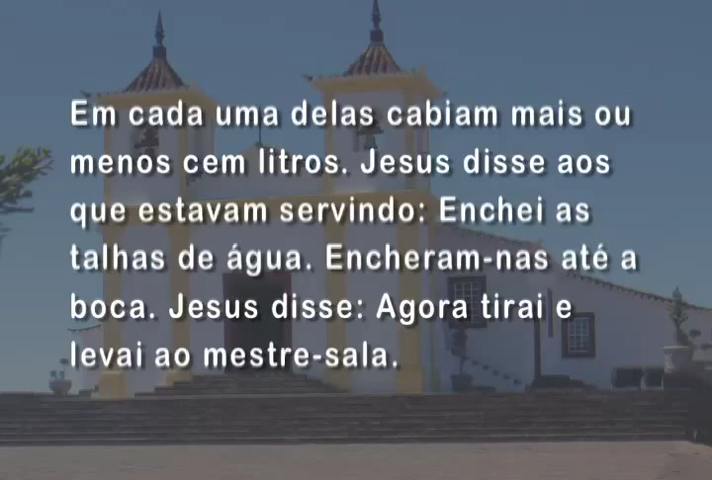 Em cada uma delas cabiam mais ou
menos cem litros. Jesus disse aos
que estavam servindo: Enchei as
talhas de água. Encheram-nas até a
boca. Jesus disse: Agora tirai e
levai ao mestre-sala.